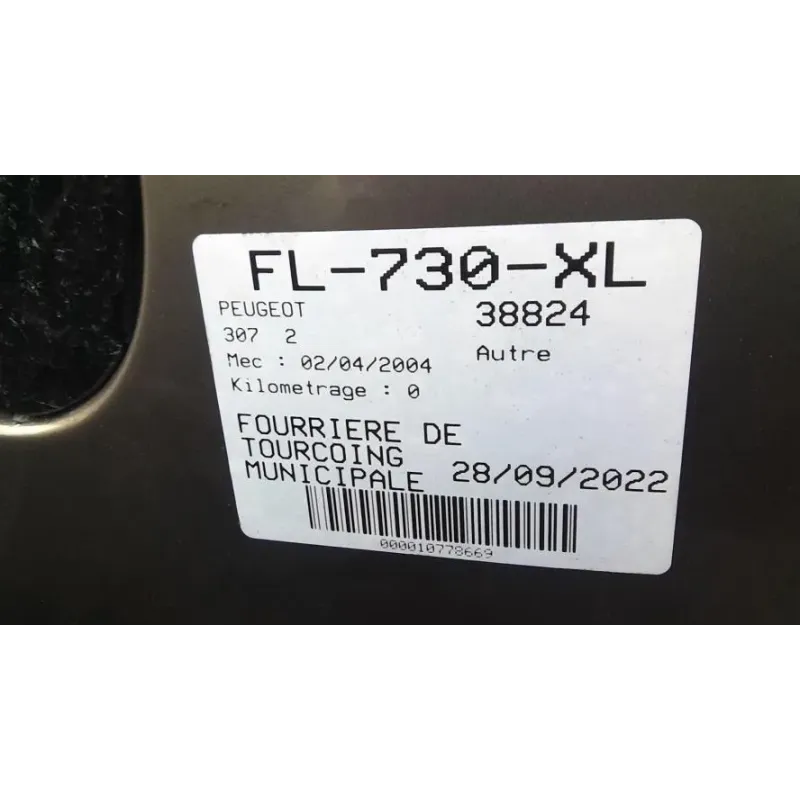 FL-730-XL
PEUGEOT 38824
307 2
Mec : 02/04/2004 Autre
Kilometrage : 0
FOURRIERE DE
TOURCOING
MUNICIPALE 28/09/2022
000010778669